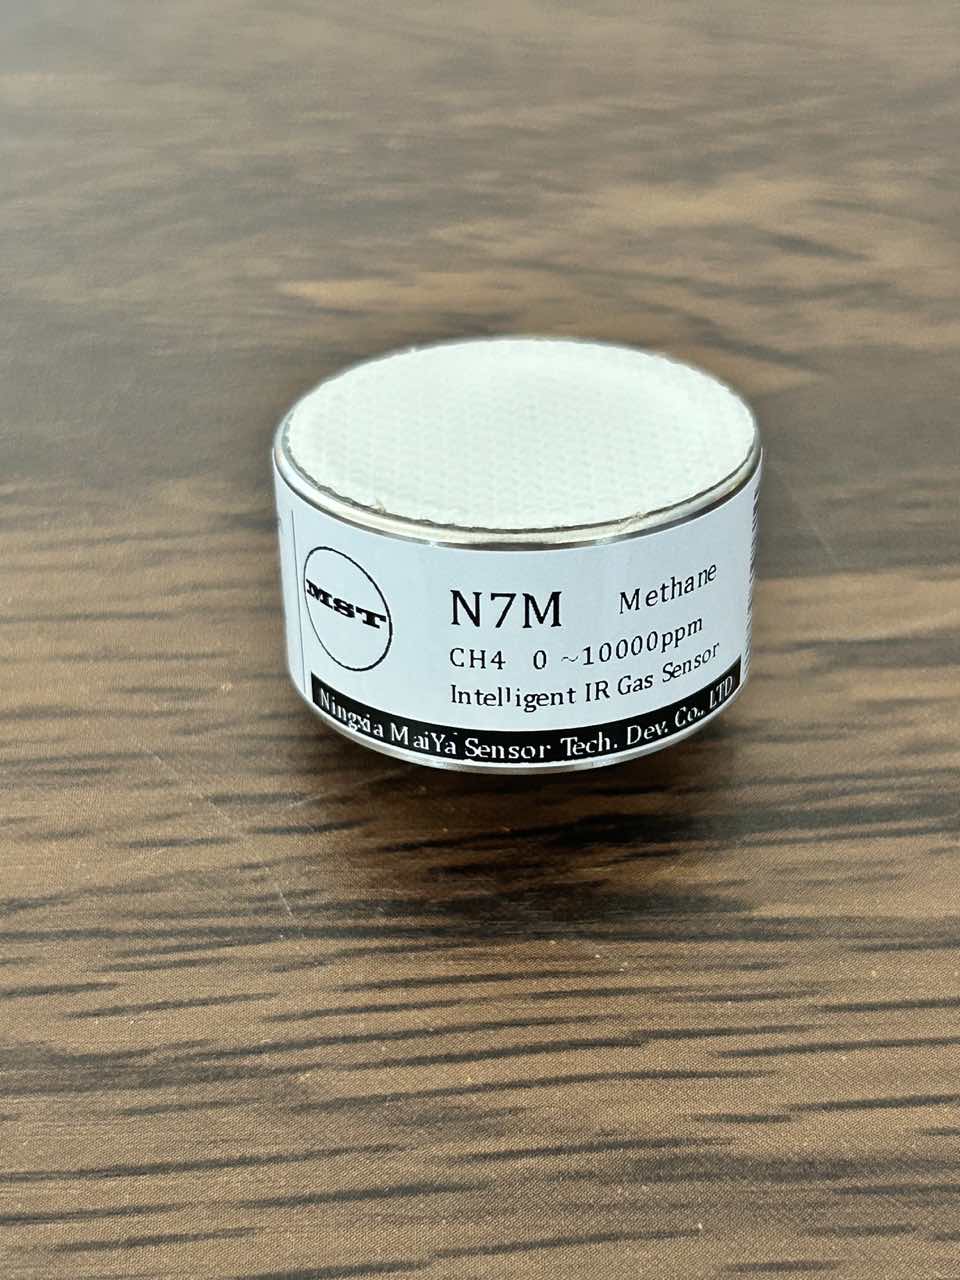 MST
N7M Methane
CH4 0 ~10000ppm
Intelligent IR Gas Sensor
Ningxia MaiYa Sensor Tech. Dev. Co., LTD